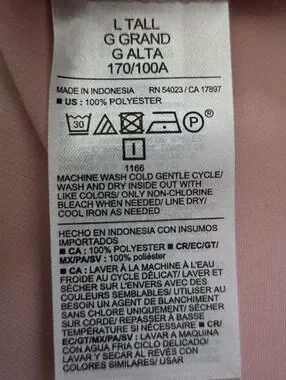 L TALL
G GRAND
G ALTA
170/100A
MADE IN INDONESIA RN 54023 / CA 17897
■ US : 100% POLYESTER
30 P
I
1166
MACHINE WASH COLD GENTLE CYCLE/
WASH AND DRY INSIDE OUT WITH
LIKE COLORS/ ONLY NON-CHLORINE
BLEACH WHEN NEEDED/ LINE DRY/
COOL IRON AS NEEDED
HECHO EN INDONESIA CON INSUMOS
IMPORTADOS
■ CA ; 100% POLYESTER ■ CR/EC/GT/
MX/PA/SV : 100% poliéster
■ CA : LAVER À LA MACHINE À L'EAU
FROIDE AU CYCLE DÉLICAT/ LAVER ET
SÉCHER SUR L'ENVERS AVEC DES
COULEURS SEMBLABLES/ UTILISER AU
BESOIN UN AGENT DE BLANCHIMENT
SANS CHLORE UNIQUEMENT/ SÉCHER
SUR CORDE/ REPASSER À BASSE
TEMPÉRATURE SI NÉCESSAIRE ■ CR/
EC/GT/MX/PA/SV : LAVAR A MAQUINA
CON AGUA FRIA CICLO DELICADO/
LAVAR Y SECAR AL REVES CON
COLORES SIMILARES/ USAR